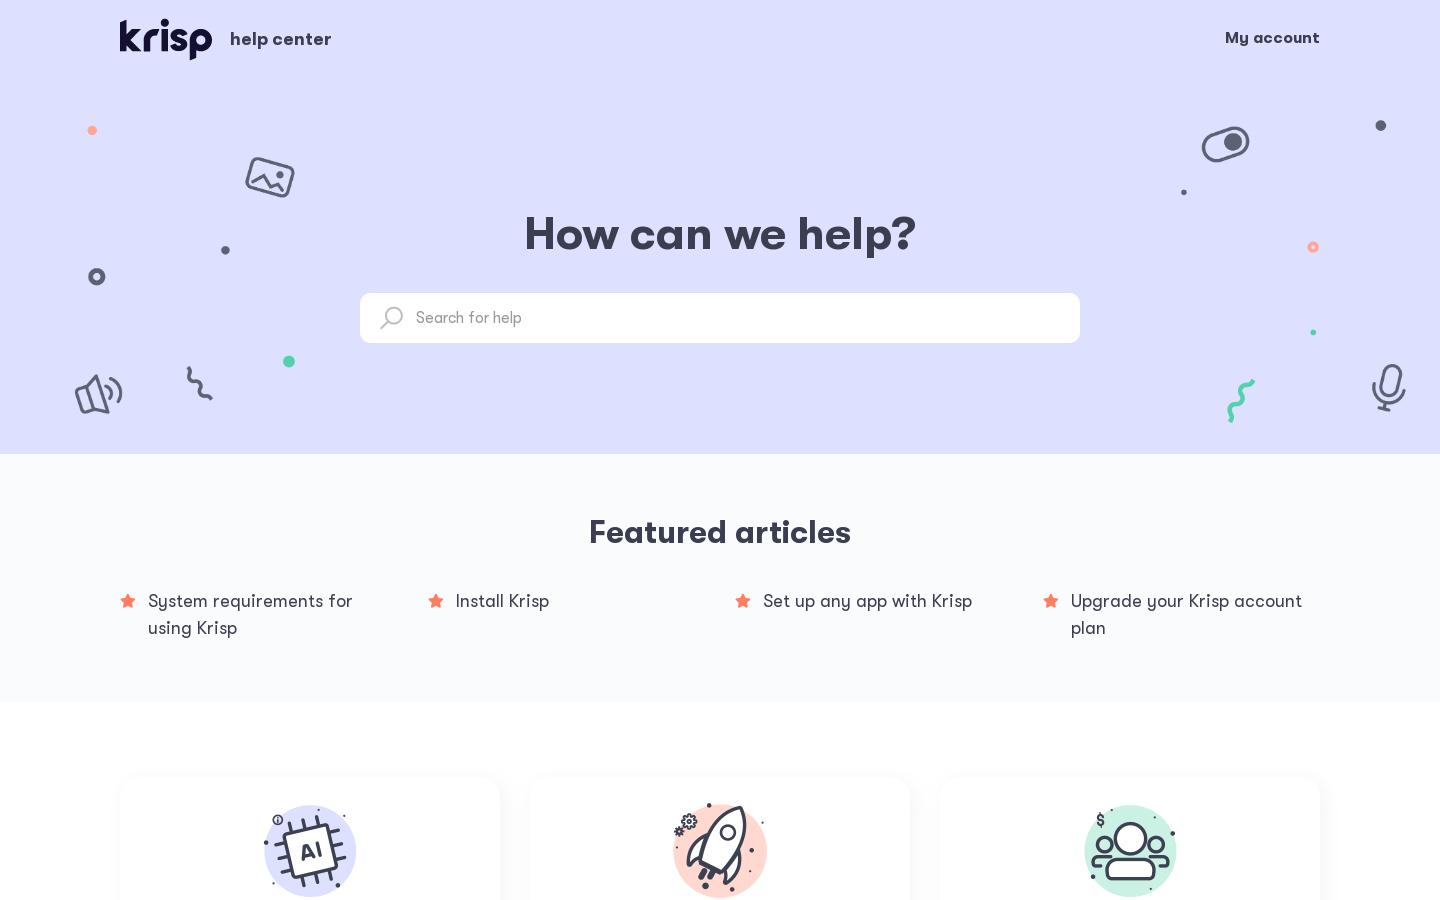 krisp help center
My account
How can we help?
Search for help
Featured articles
System requirements for
using Krisp
Install Krisp
Set up any app with Krisp
Upgrade your Krisp account
plan
AI
$